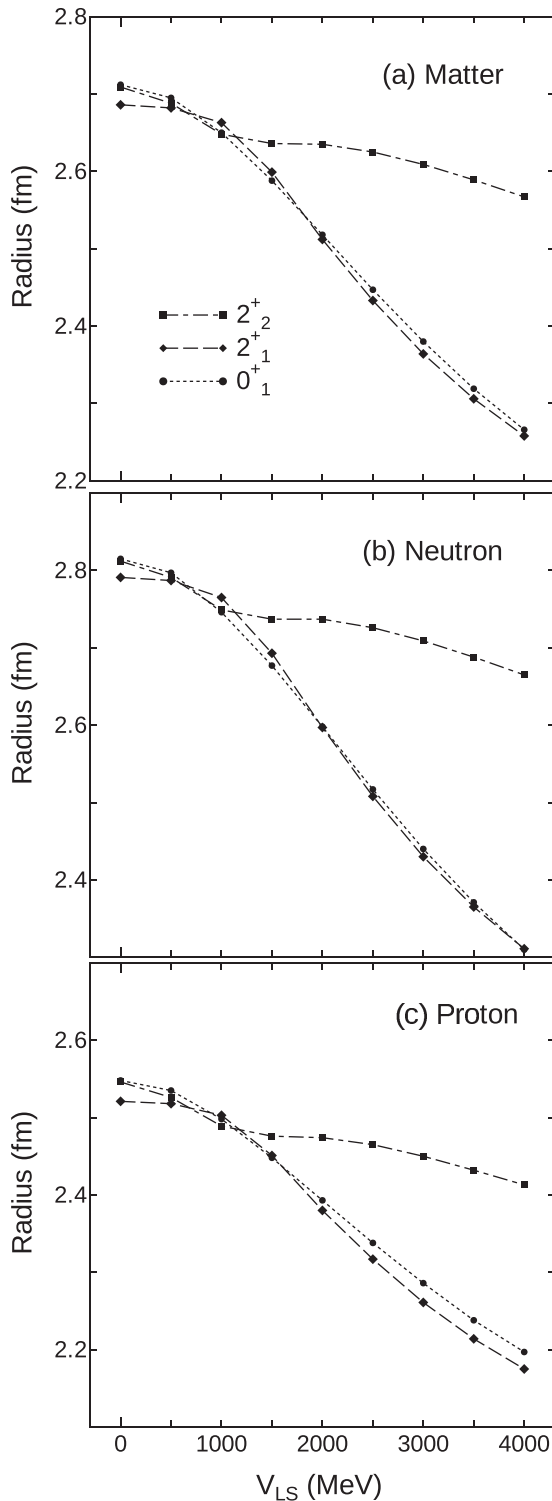 2.8
(a) Matter
2.6
Radius (fm)
2⁺₂
2⁺₁
2.4
0⁺₁
2.2
(b) Neutron
2.8
Radius (fm)
2.6
2.4
(c) Proton
2.6
Radius (fm)
2.4
2.2
0 1000 2000 3000 4000
V_LS (MeV)